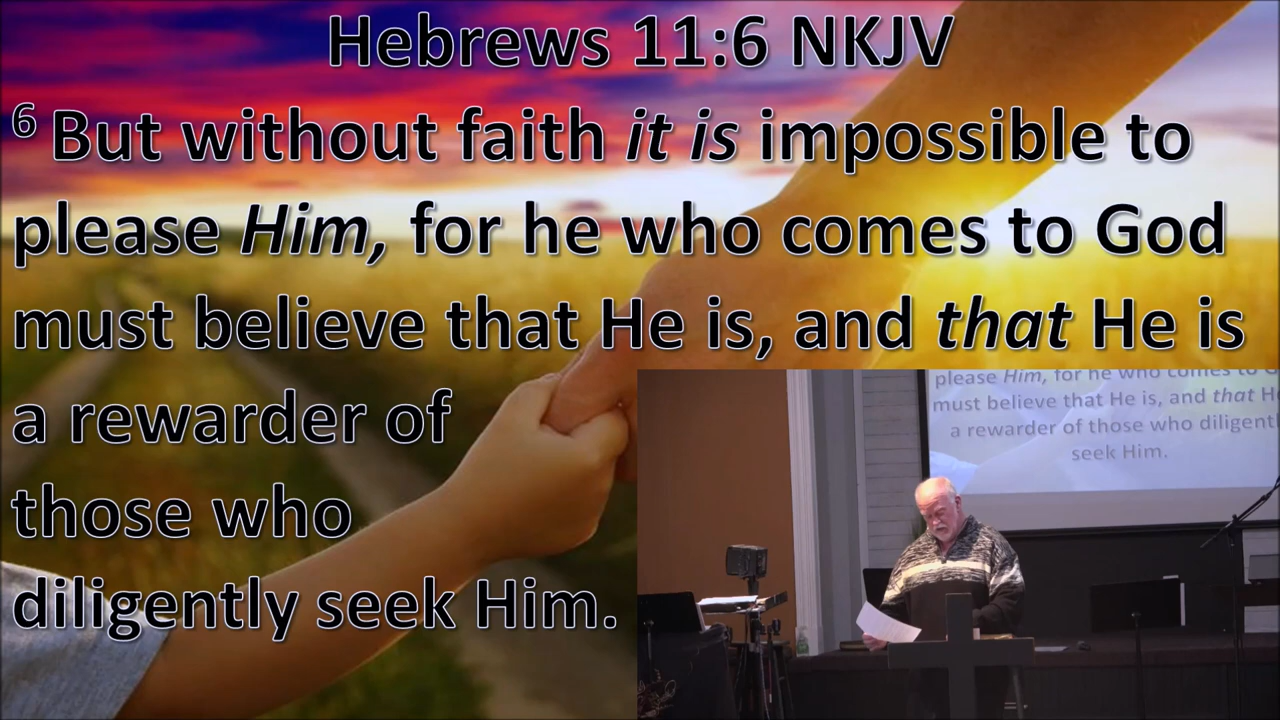 Hebrews 11:6 NKJV
6 But without faith it is impossible to
please Him, for he who comes to God
must believe that He is, and that He is
a rewarder of
those who
diligently seek Him.
please Him, for he who comes to
must believe that He is, and that
a rewarder of those who
seek Him.